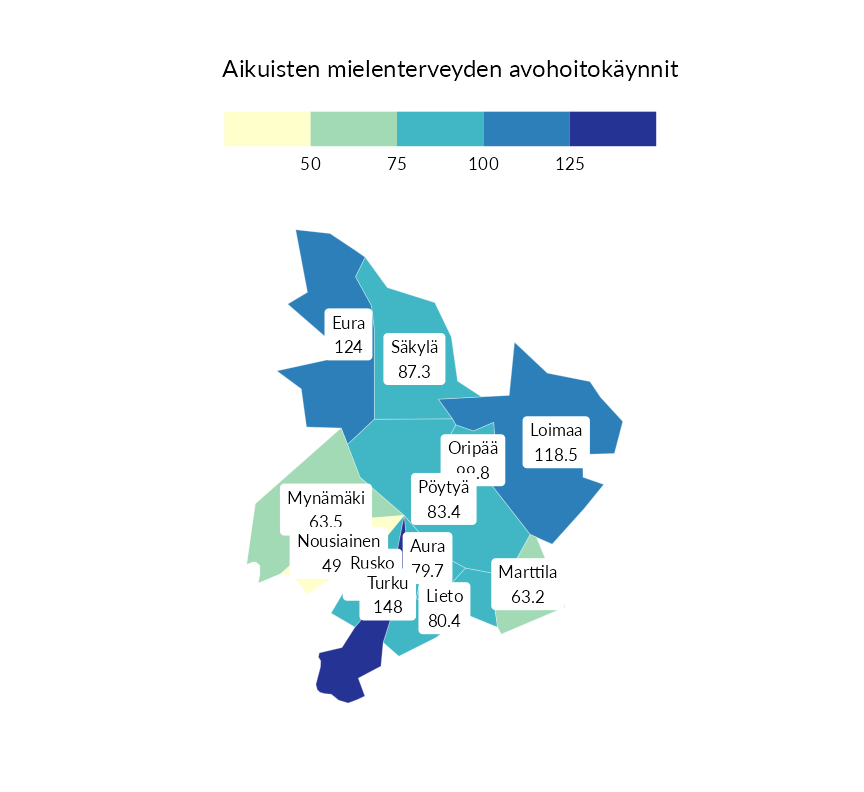 Aikuisten mielenterveyden avohoitokäynnit
50 75 100 125
Eura
124
Säkylä
87.3
Loimaa
118.5
Oripää
99.8
Pöytyä
83.4
Mynämäki
63.5
Nousiainen
49
Aura
79.7
Rusko
Turku
148
Marttila
63.2
Lieto
80.4